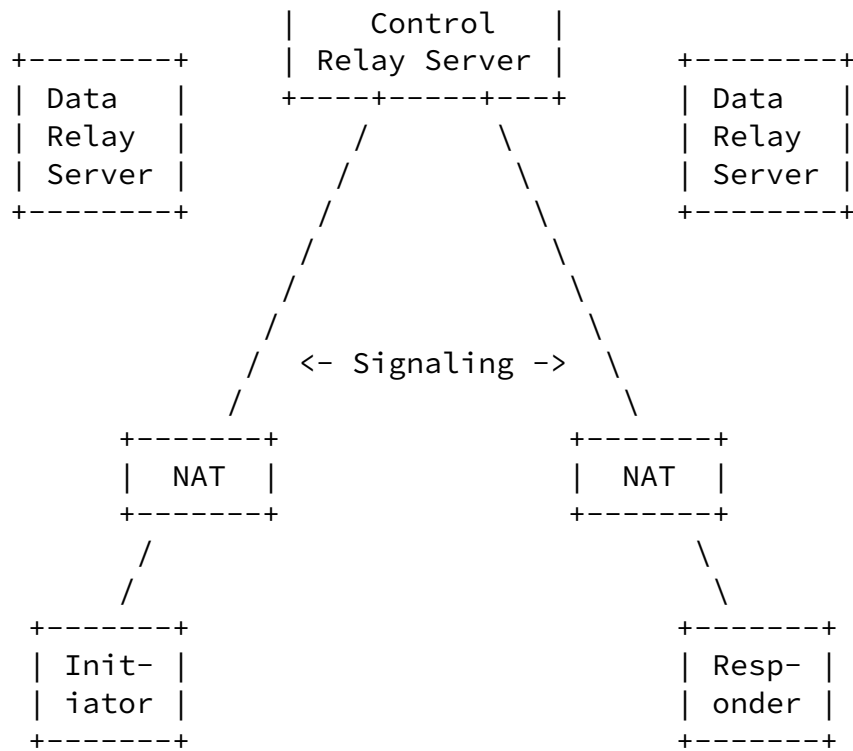 Control
Relay Server
Data
Relay
Server
Data
Relay
Server
<- Signaling ->
NAT
NAT
Init-
iator
Resp-
onder